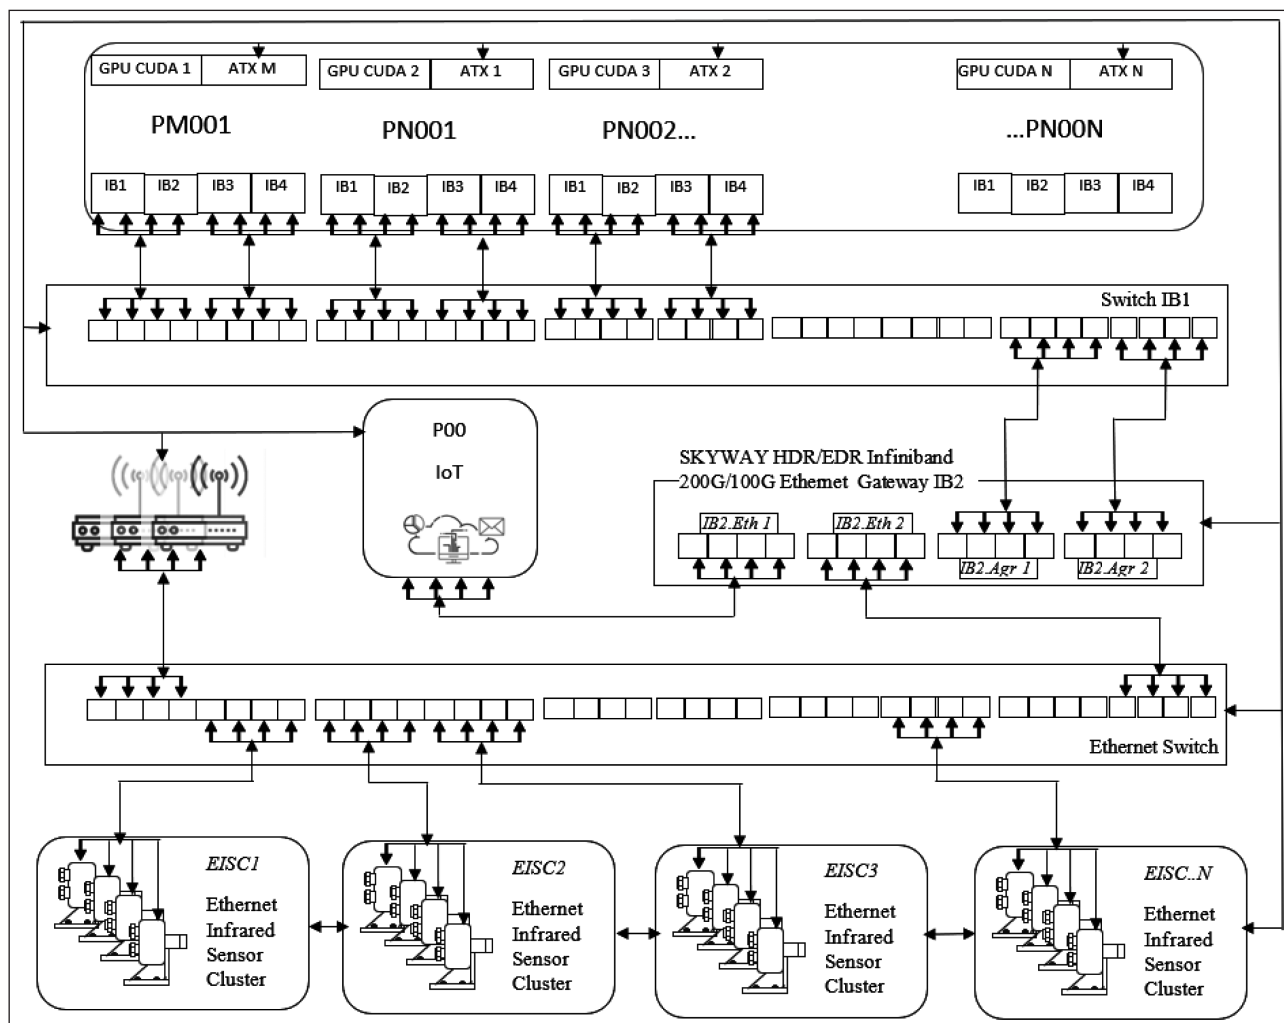 GPU CUDA 1 ATX M GPU CUDA 2 ATX 1 GPU CUDA 3 ATX 2 GPU CUDA N ATX N
PM001 PN001 PN002... ...PN00N
IB1 IB2 IB3 IB4 IB1 IB2 IB3 IB4 IB1 IB2 IB3 IB4 IB1 IB2 IB3 IB4
Switch IB1
P00
IoT
SKYWAY HDR/EDR Infiniband
200G/100G Ethernet Gateway IB2
IB2.Eth 1 IB2.Eth 2
IB2.Agr 1 IB2.Agr 2
Ethernet Switch
EISC1
Ethernet
Infrared
Sensor
Cluster
EISC2
Ethernet
Infrared
Sensor
Cluster
EISC3
Ethernet
Infrared
Sensor
Cluster
EISC..N
Ethernet
Infrared
Sensor
Cluster